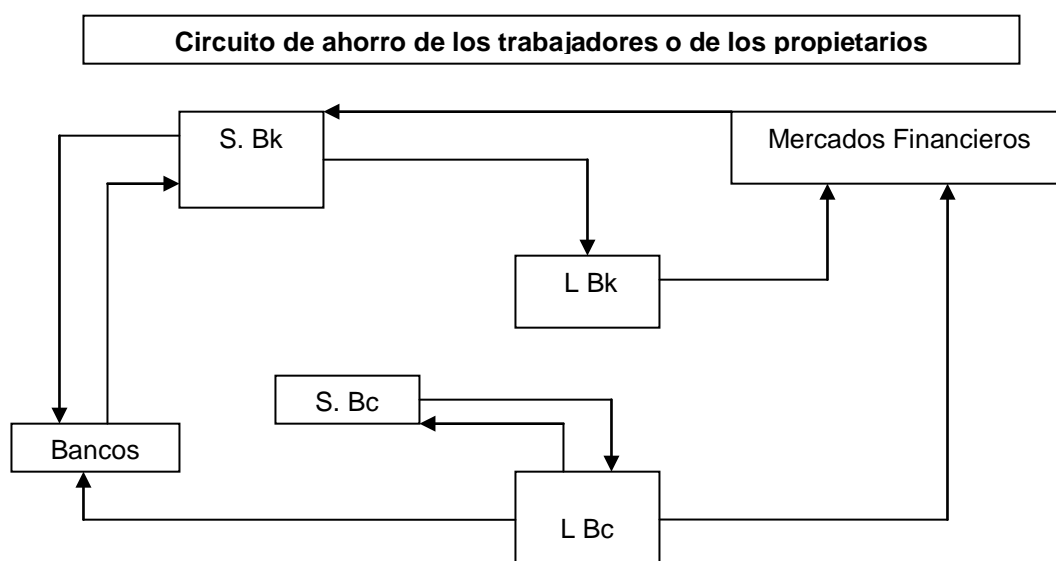 Circuito de ahorro de los trabajadores o de los propietarios
S. Bk
Mercados Financieros
L Bk
S. Bc
Bancos
L Bc